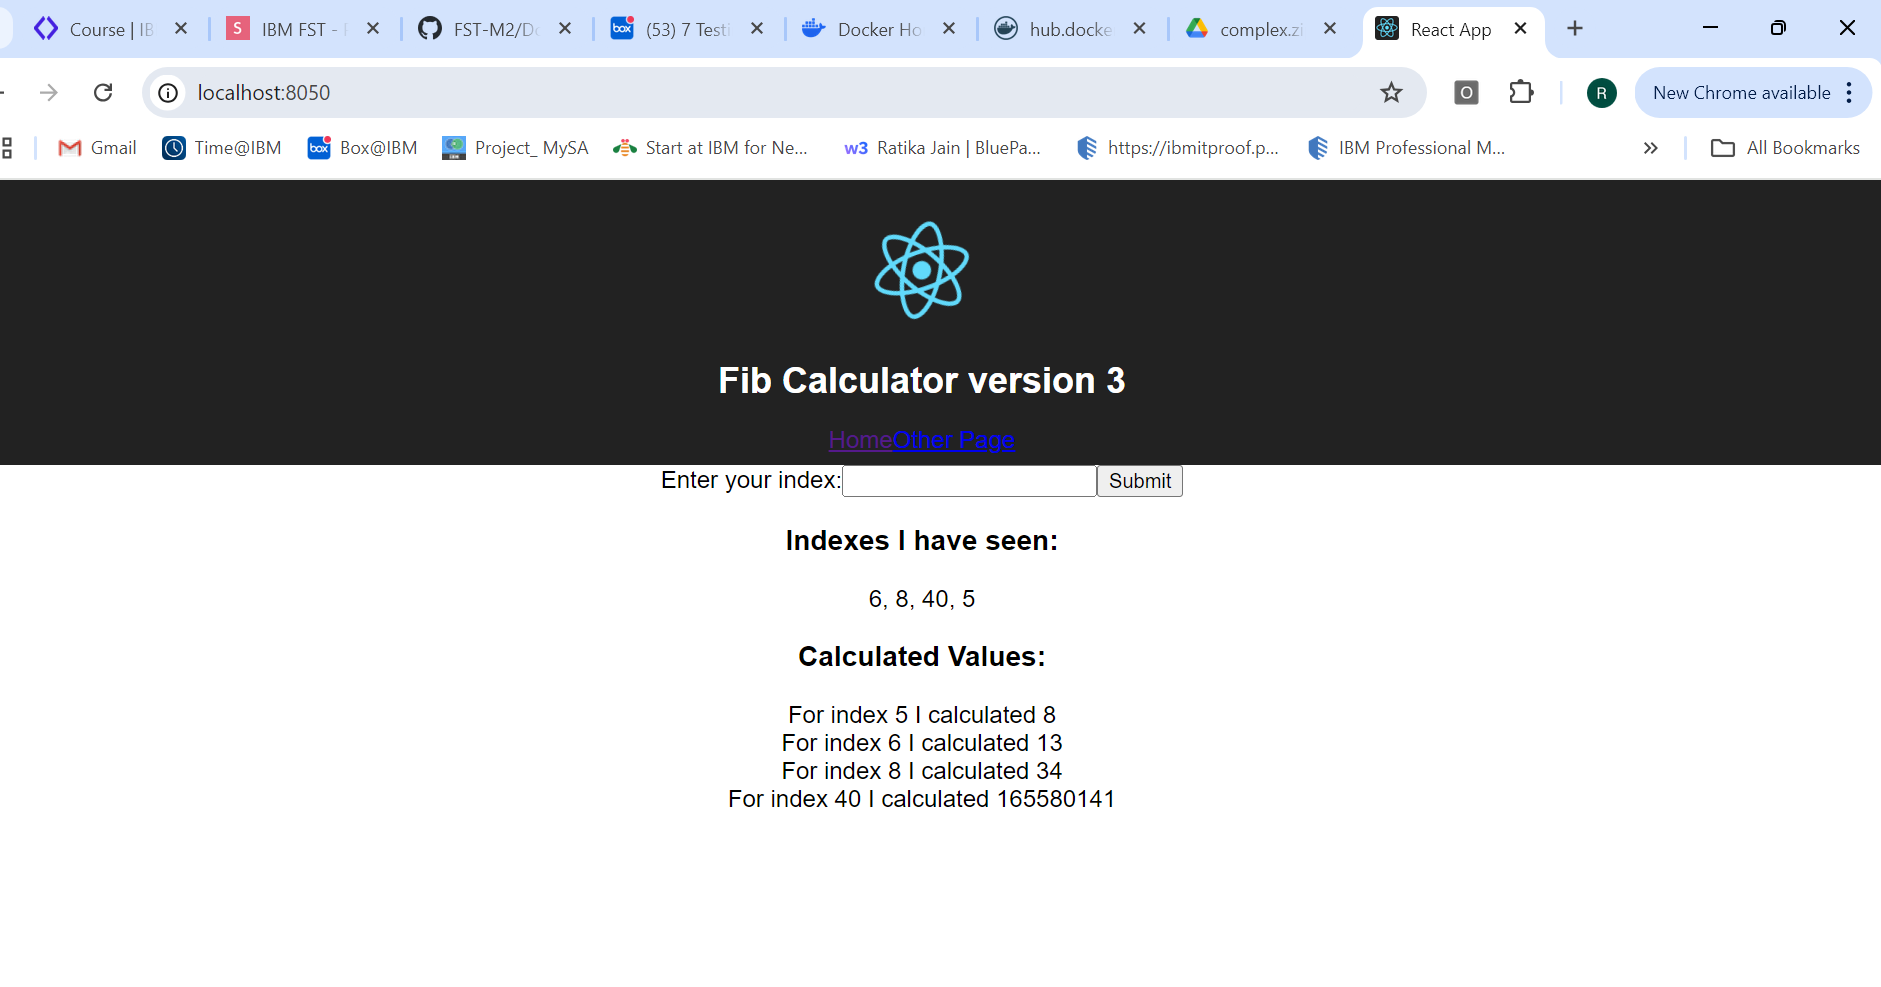 Course | IB
S IBM FST -
FST-M2/Do
box (53) 7 Testi
Docker Ho
hub.docke
complex.zi
React App
localhost:8050
O
R
New Chrome available
Gmail
Time@IBM
box Box@IBM
Project_ MySA
Start at IBM for Ne...
w3 Ratika Jain | BluePa...
https://ibmitproof.p...
IBM Professional M...
All Bookmarks
Fib Calculator version 3
HomeOther Page
Enter your index: Submit
Indexes I have seen:
6, 8, 40, 5
Calculated Values:
For index 5 I calculated 8
For index 6 I calculated 13
For index 8 I calculated 34
For index 40 I calculated 165580141